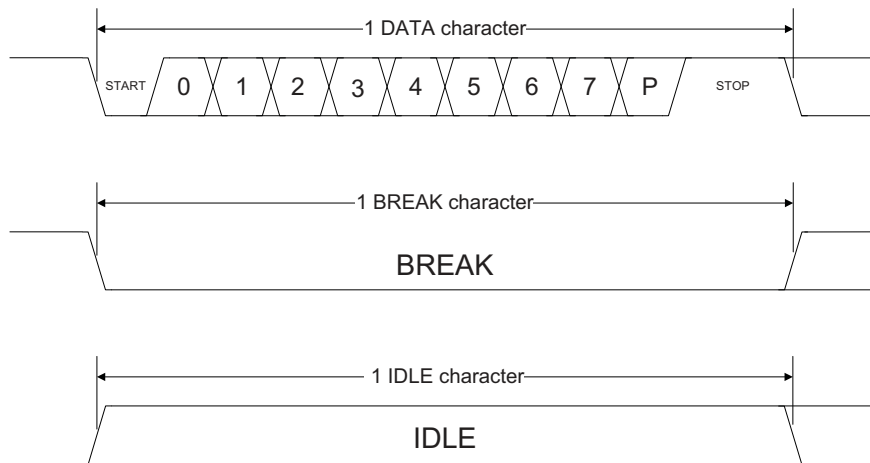 1 DATA character
START 0 1 2 3 4 5 6 7 P STOP
1 BREAK character
BREAK
1 IDLE character
IDLE